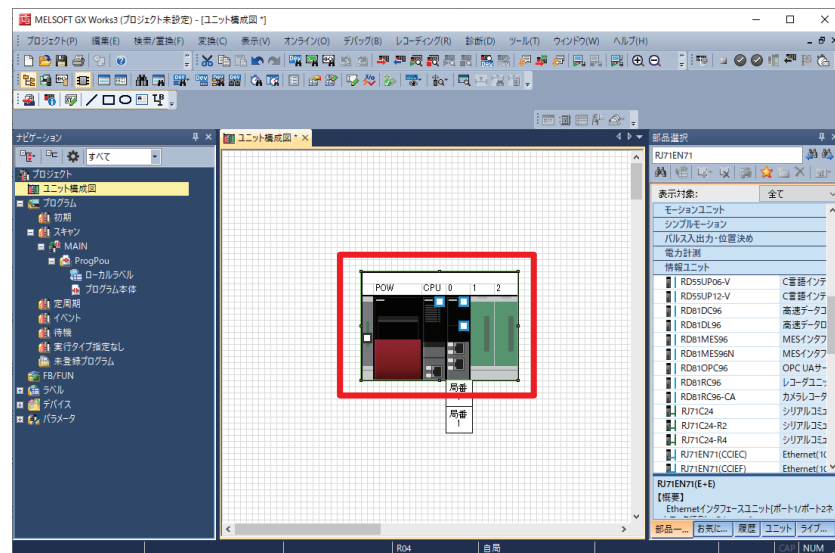 MELSOFT GX Works3 (プロジェクト未設定) - [ユニット構成図 *]
プロジェクト(P) 編集(E) 検索/置換(F) 変換(C) 表示(V) オンライン(O) デバッグ(B) レコーディング(R) 診断(D) ツール(T) ウィンドウ(W) ヘルプ(H)
ナビゲーション
すべて
プロジェクト
ユニット構成図
プログラム
初期
スキャン
MAIN
ProgPou
ローカルラベル
プログラム本体
定周期
イベント
待機
実行タイプ指定なし
未登録プログラム
FB/FUN
ラベル
デバイス
パラメータ
ユニット構成図 *
POW CPU 0 1 2
局番
局番
1
部品選択
RJ71EN71
表示対象: 全て
モーションユニット
シンプルモーション
パルス入出力・位置決め
電力計測
情報ユニット
RD55UP06-V C言語インテ
RD55UP12-V C言語インテ
RD81DC96 高速データコ
RD81DL96 高速データロ
RD81MES96 MESインタフ
RD81MES96N MESインタフ
RD81OPC96 OPC UAサー
RD81RC96 レコーダユニッ
RD81RC96-CA カメラレコータ
RJ71C24 シリアルコミュ
RJ71C24-R2 シリアルコミュ
RJ71C24-R4 シリアルコミュ
RJ71EN71(CCIEC) Ethernet(1C
RJ71EN71(CCIEF) Ethernet(1C
RJ71EN71(E+E)
【概要】
Ethernetインタフェースユニット[ポート1/ポート2ネ
部品一... お気に... 履歴 ユニット ライブ...
R04 自局 CAP NUM